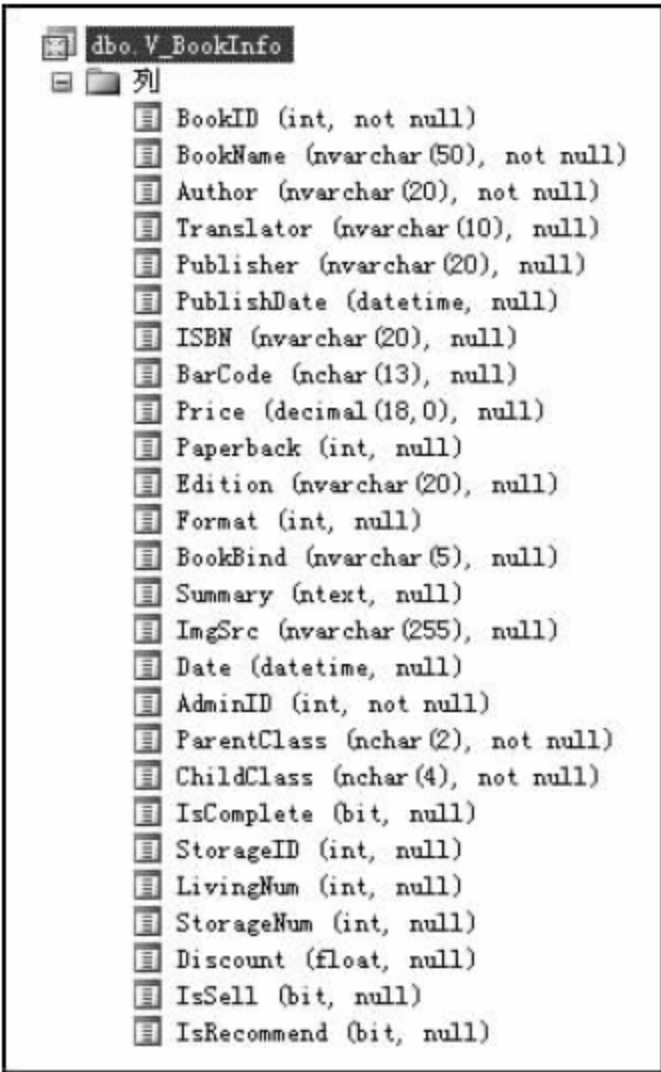 dbo.V_BookInfo
列
BookID (int, not null)
BookName (nvarchar(50), not null)
Author (nvarchar(20), not null)
Translator (nvarchar(10), null)
Publisher (nvarchar(20), null)
PublishDate (datetime, null)
ISBN (nvarchar(20), null)
BarCode (nchar(13), null)
Price (decimal(18,0), null)
Paperback (int, null)
Edition (nvarchar(20), null)
Format (int, null)
BookBind (nvarchar(5), null)
Summary (ntext, null)
ImgSrc (nvarchar(255), null)
Date (datetime, null)
AdminID (int, not null)
ParentClass (nchar(2), not null)
ChildClass (nchar(4), not null)
IsComplete (bit, null)
StorageID (int, null)
LivingNum (int, null)
StorageNum (int, null)
Discount (float, null)
IsSell (bit, null)
IsRecommend (bit, null)